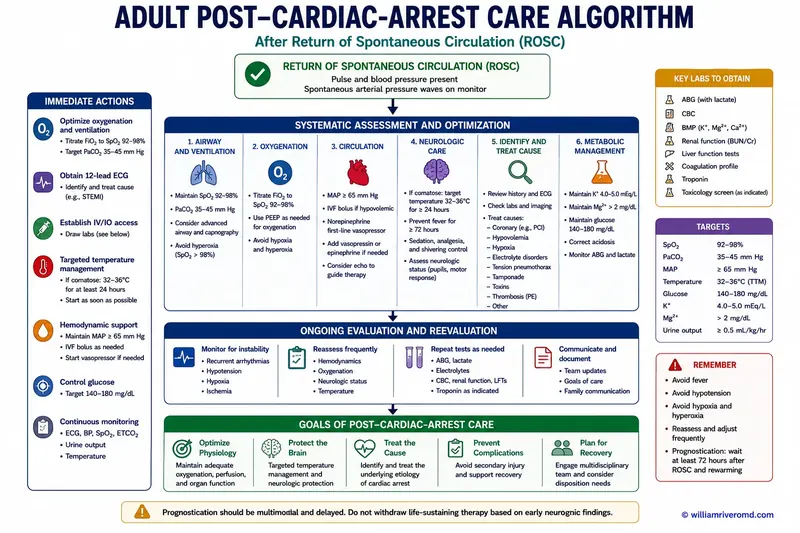 ADULT POST–CARDIAC-ARREST CARE ALGORITHM
After Return of Spontaneous Circulation (ROSC)
RETURN OF SPONTANEOUS CIRCULATION (ROSC)
Pulse and blood pressure present
Spontaneous arterial pressure waves on monitor
IMMEDIATE ACTIONS
O₂
Optimize oxygenation
and ventilation
• Titrate FiO₂ to SpO₂ 92–98%
• Target PaCO₂ 35–45 mm Hg
Obtain 12-lead ECG
• Identify and treat cause
(e.g., STEMI)
Establish IV/IO access
• Draw labs (see below)
Targeted temperature
management
• If comatose: 32–36°C
for at least 24 hours
• Start as soon as possible
Hemodynamic support
• Maintain MAP ≥ 65 mm Hg
• IVF bolus as needed
• Start vasopressor if needed
Control glucose
• Target 140–180 mg/dL
Continuous monitoring
• ECG, BP, SpO₂, ETCO₂
• Urine output
• Temperature
SYSTEMATIC ASSESSMENT AND OPTIMIZATION
1. AIRWAY
AND VENTILATION
• Maintain SpO₂ 92–98%
• PaCO₂ 35–45 mm Hg
• Consider advanced
airway and capnography
• Avoid hyperoxia
(SpO₂ > 98%)
2. OXYGENATION
O₂
• Titrate FiO₂ to
SpO₂ 92–98%
• Use PEEP as needed
for oxygenation
• Avoid hypoxia
and hyperoxia
3. CIRCULATION
• MAP ≥ 65 mm Hg
• IVF bolus if hypovolemic
• Norepinephrine
first-line vasopressor
• Add vasopressin or
epinephrine if needed
• Consider echo to
guide therapy
4. NEUROLOGIC
CARE
• If comatose: target
temperature 32–36°C
for ≥ 24 hours
• Prevent fever for
≥ 72 hours
• Sedation, analgesia, and
shivering control
• Assess neurologic
status (pupils, motor
response)
5. IDENTIFY AND
TREAT CAUSE
• Review history and ECG
• Check labs and imaging
• Treat causes:
– Coronary (e.g., PCI)
– Hypovolemia
– Hypoxia
– Electrolyte disorders
– Tension pneumothorax
– Tamponade
– Toxins
– Thrombosis (PE)
– Other
6. METABOLIC
MANAGEMENT
• Maintain K⁺ 4.0–5.0 mEq/L
• Maintain Mg²⁺ > 2 mg/dL
• Maintain glucose
140–180 mg/dL
• Correct acidosis
• Monitor ABG and lactate
ONGOING EVALUATION AND REEVALUATION
Monitor for instability
• Recurrent arrhythmias
• Hypotension
• Hypoxia
• Ischemia
Reassess frequently
• Hemodynamics
• Oxygenation
• Neurologic status
• Temperature
Repeat tests as needed
• ABG, lactate
• Electrolytes
• CBC, renal function, LFTs
• Troponin as indicated
Communicate and
document
• Team updates
• Goals of care
• Family communication
GOALS OF POST–CARDIAC-ARREST CARE
Optimize
Physiology
Maintain adequate
oxygenation, perfusion,
and organ function
Protect the
Brain
Targeted temperature
management and
neurologic protection
Treat the
Cause
Identify and treat the
underlying etiology
of cardiac arrest
Prevent
Complications
Avoid secondary injury
and support recovery
Plan for
Recovery
Engage multidisciplinary
team and consider
disposition needs
KEY LABS TO OBTAIN
ABG (with lactate)
CBC
BMP (K⁺, Mg²⁺, Ca²⁺)
Renal function (BUN/Cr)
Liver function tests
Coagulation profile
Troponin
Toxicology screen (as indicated)
TARGETS
SpO₂ 92–98%
PaCO₂ 35–45 mm Hg
MAP ≥ 65 mm Hg
Temperature 32–36°C (TTM)
Glucose 140–180 mg/dL
K⁺ 4.0–5.0 mEq/L
Mg²⁺ > 2 mg/dL
Urine output ≥ 0.5 mL/kg/hr
REMEMBER
• Avoid fever
• Avoid hypotension
• Avoid hypoxia and
hyperoxia
• Reassess and adjust
frequently
• Prognostication: wait
at least 72 hours after
ROSC and rewarming
Prognostication should be multimodal and delayed. Do not withdraw life-sustaining therapy based on early neurognic findings.
© williamriveromd.com